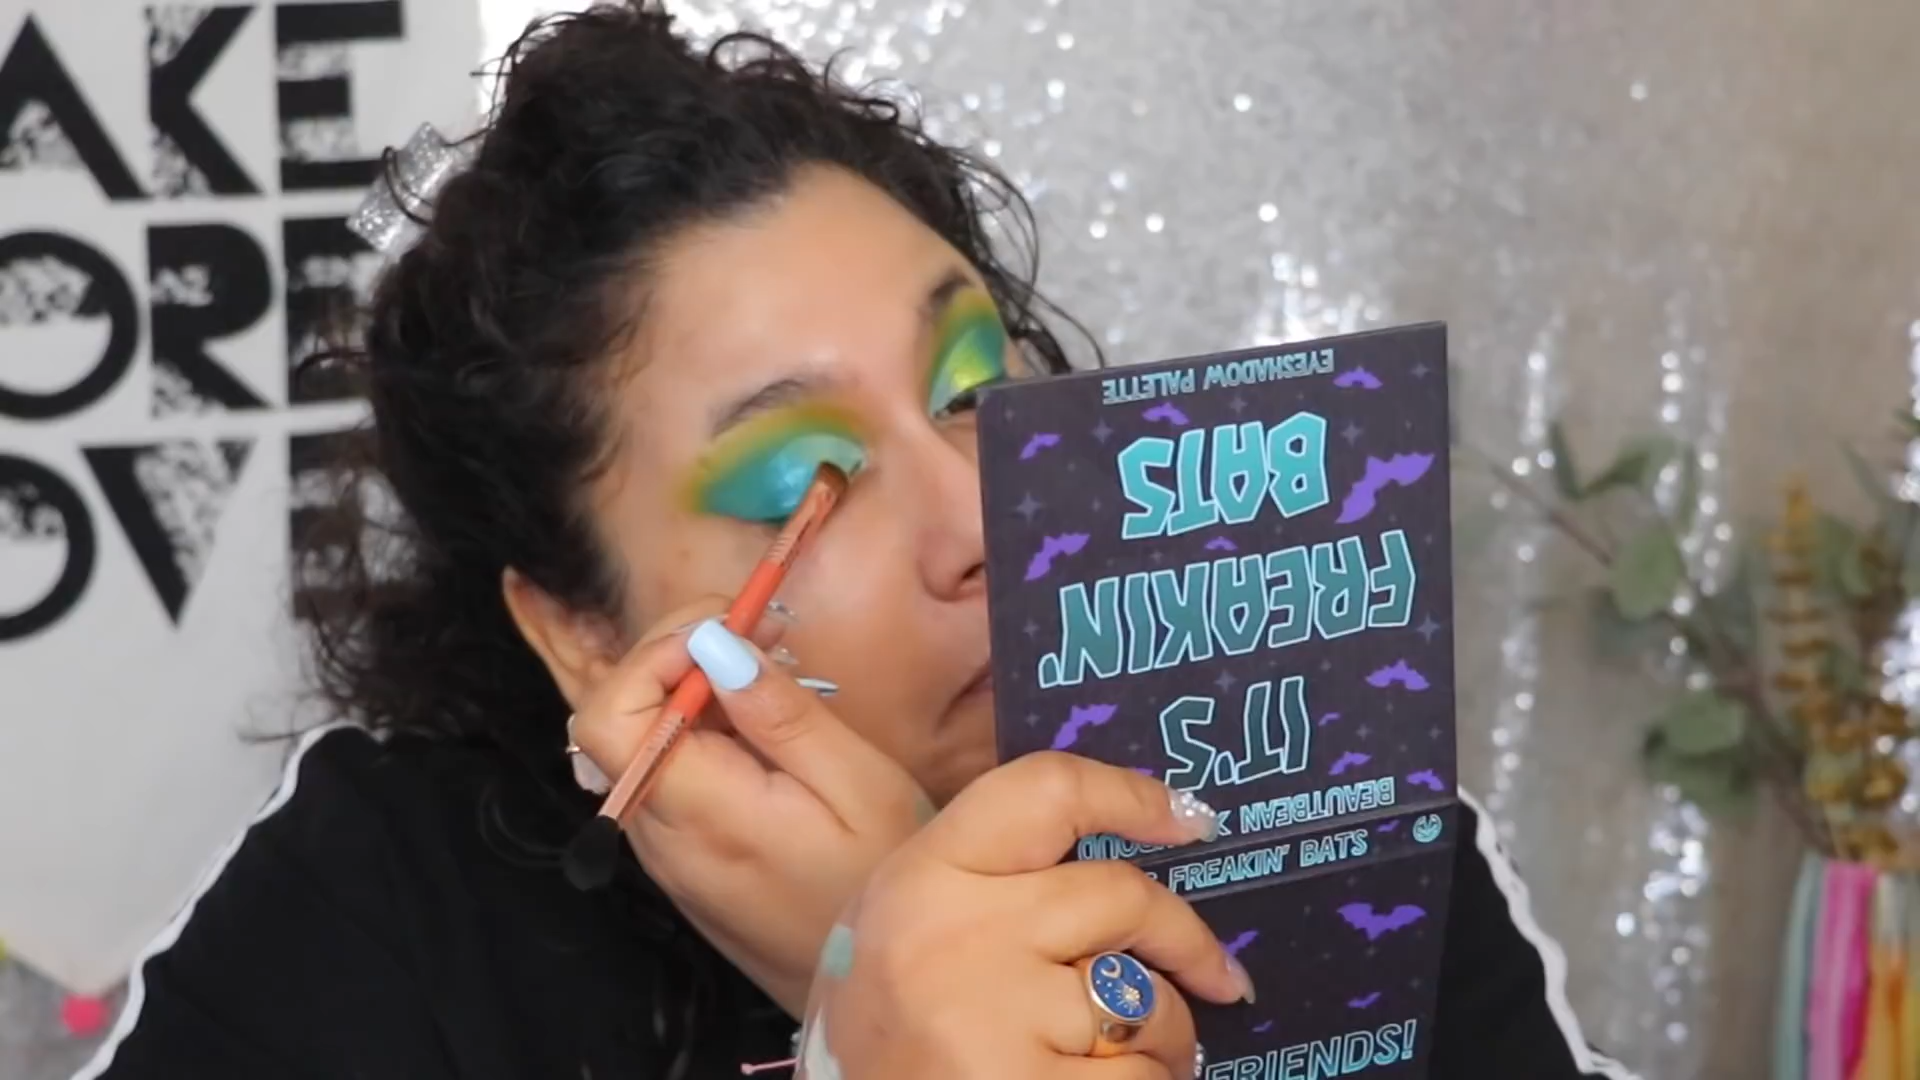 AKE
ORE
OVE
EYESHADOW PALETTE
BATS
FREAKIN'
IT'S
BEAUTBEAN X
FREAKIN' BATS
FRIENDS!